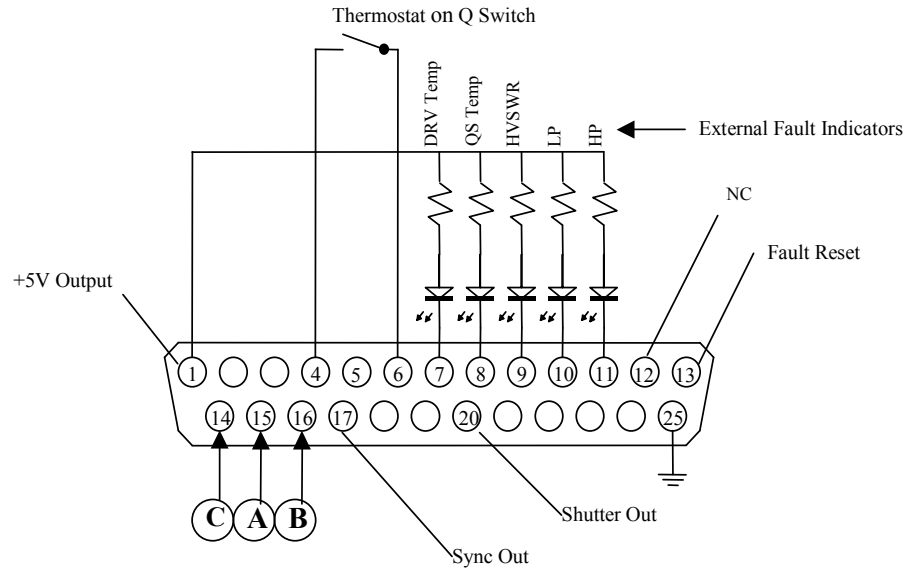 Thermostat on Q Switch
DRV Temp
QS Temp
HVSWR
LP
HP
External Fault Indicators
NC
Fault Reset
+5V Output
1
4
5
6
7
8
9
10
11
12
13
14
15
16
17
20
25
C
A
B
Shutter Out
Sync Out